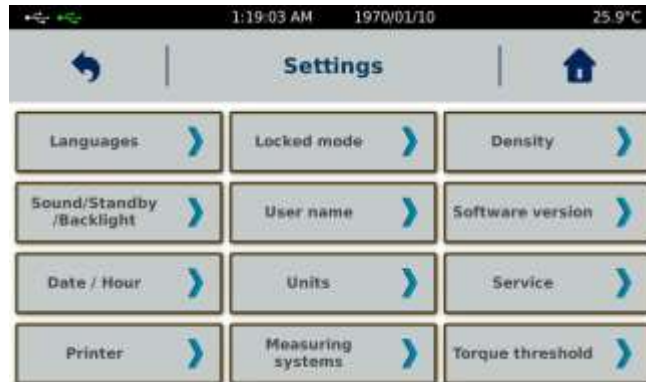 1:19:03 AM 1970/01/10 25.9°C
Settings
Languages Locked mode Density
Sound/Standby
/Backlight
User name Software version
Date / Hour Units Service
Printer
Measuring
systems
Torque threshold